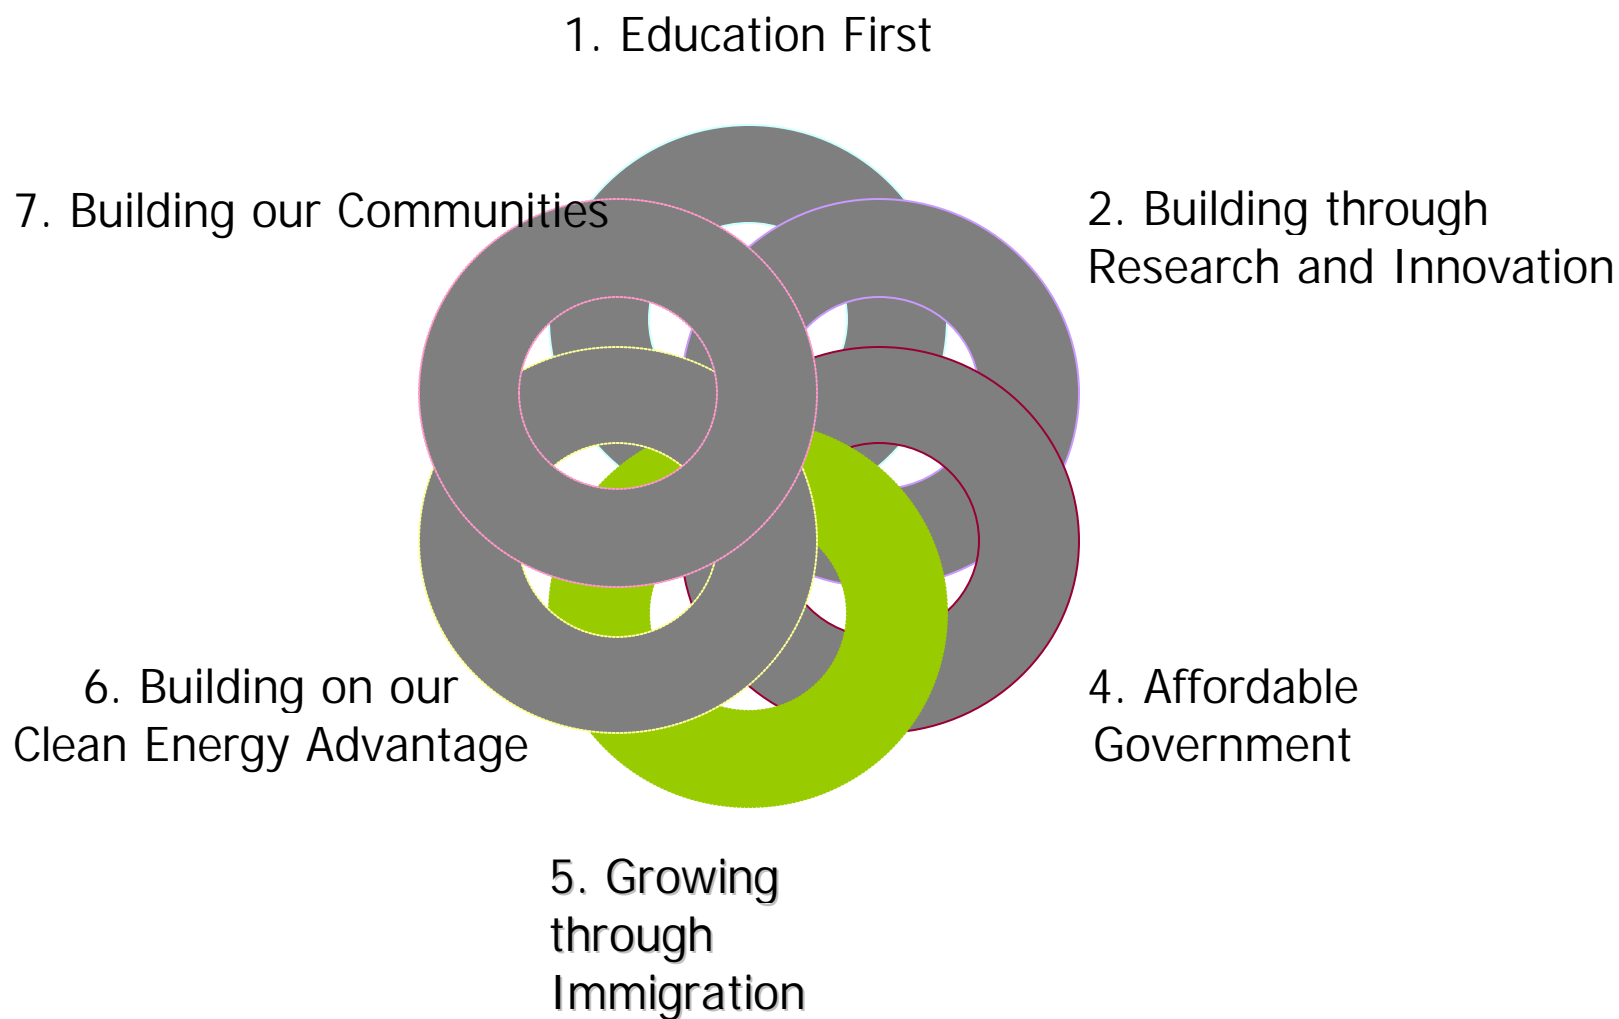 1. Education First
2. Building through
Research and Innovation
4. Affordable
Government
5. Growing
through
Immigration
6. Building on our
Clean Energy Advantage
7. Building our Communities